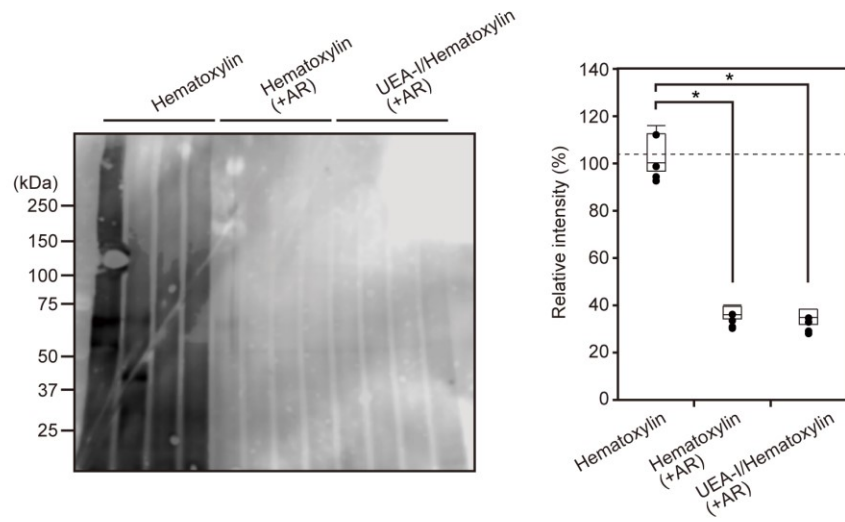 Hematoxylin
Hematoxylin
(+AR)
UEA-I/Hematoxylin
(+AR)
(kDa)
250
150
100
75
50
37
25
Relative intensity (%)
140
120
100
80
60
40
20
0
*
*
Hematoxylin
Hematoxylin
(+AR)
UEA-I/Hematoxylin
(+AR)